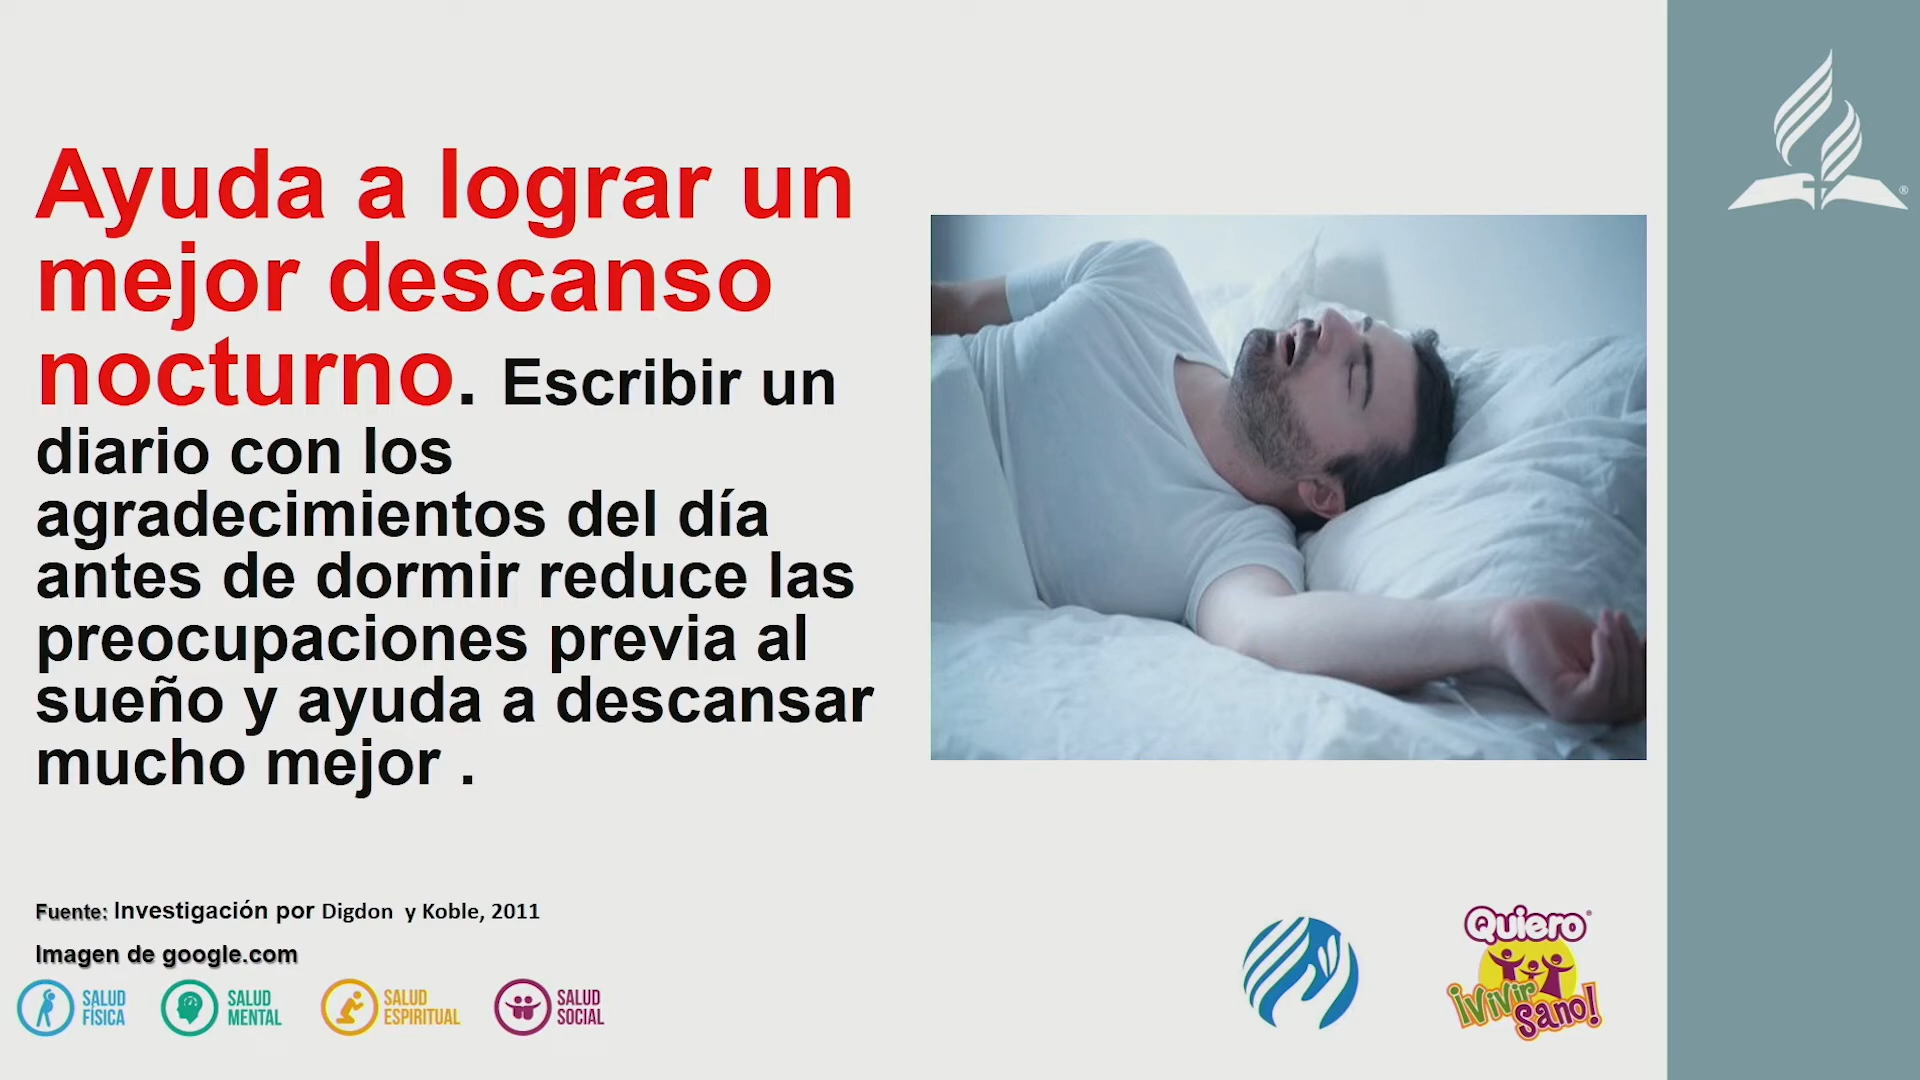 Ayuda a lograr un
mejor descanso
nocturno. Escribir un
diario con los
agradecimientos del día
antes de dormir reduce las
preocupaciones previa al
sueño y ayuda a descansar
mucho mejor .
Fuente: Investigación por Digdon y Koble, 2011
Imagen de google.com
SALUD
FÍSICA
SALUD
MENTAL
SALUD
ESPIRITUAL
SALUD
SOCIAL
Quiero®
¡Vivir
Sano!
®